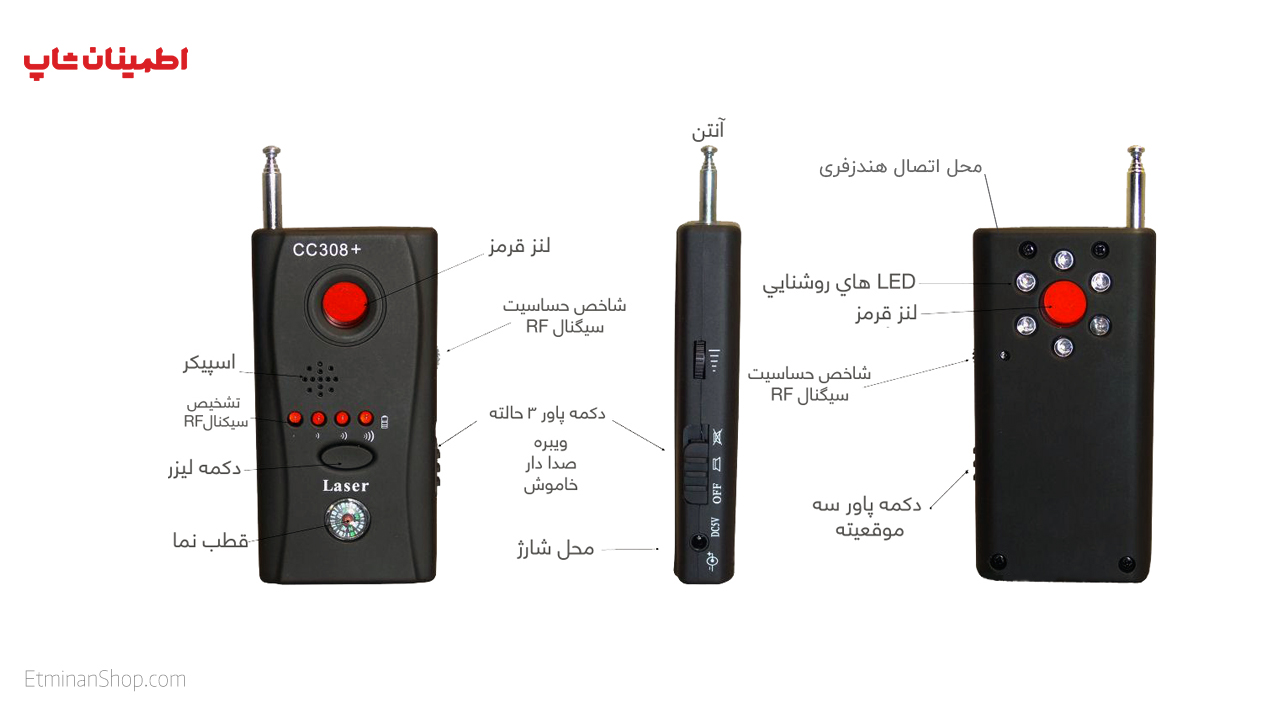 اطمینان شاپ
آنتن
محل اتصال هندزفری
CC308+
لنز قرمز
LED هاي روشنايي
لنز قرمز
شاخص حساسیت
سیگنال RF
اسپیکر
شاخص حساسیت
سیگنال RF
تشخیص
سیکنالRF
دکمه پاور ۳ حالته
ویبره
صدا دار
خاموش
دکمه لیزر
Laser
OFF
DC5V
دکمه پاور سه
موقعیته
قطب نما
محل شارژ
EtminanShop.com